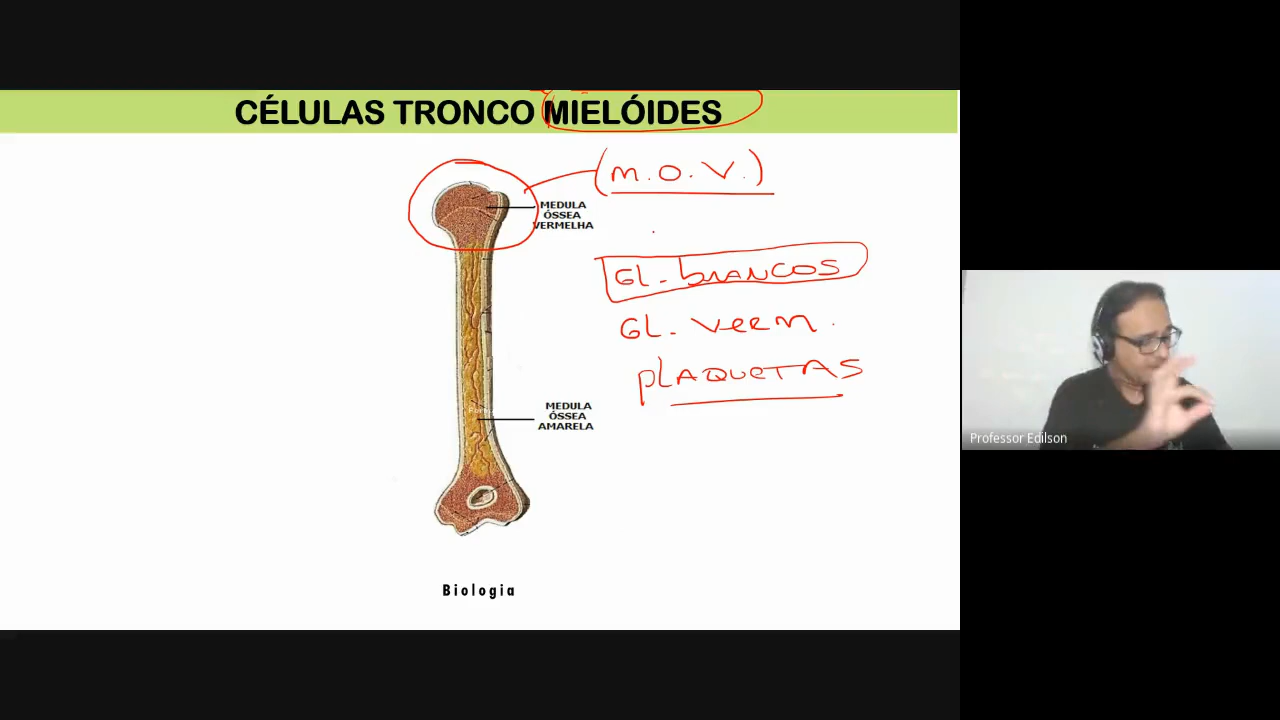 CÉLULAS TRONCO MIELÓIDES
(M.O.V.)
MEDULA
ÓSSEA
VERMELHA
GL. brancos
GL. verm.
plaquetas
MEDULA
ÓSSEA
AMARELA
Biologia
Professor Edilson